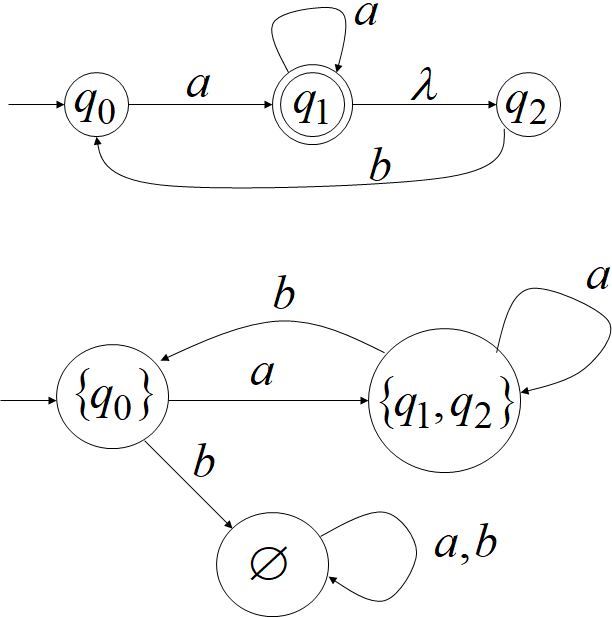 a
q0 a q1 λ q2
b
a
b
{q0} a {q1, q2}
b
∅ a,b